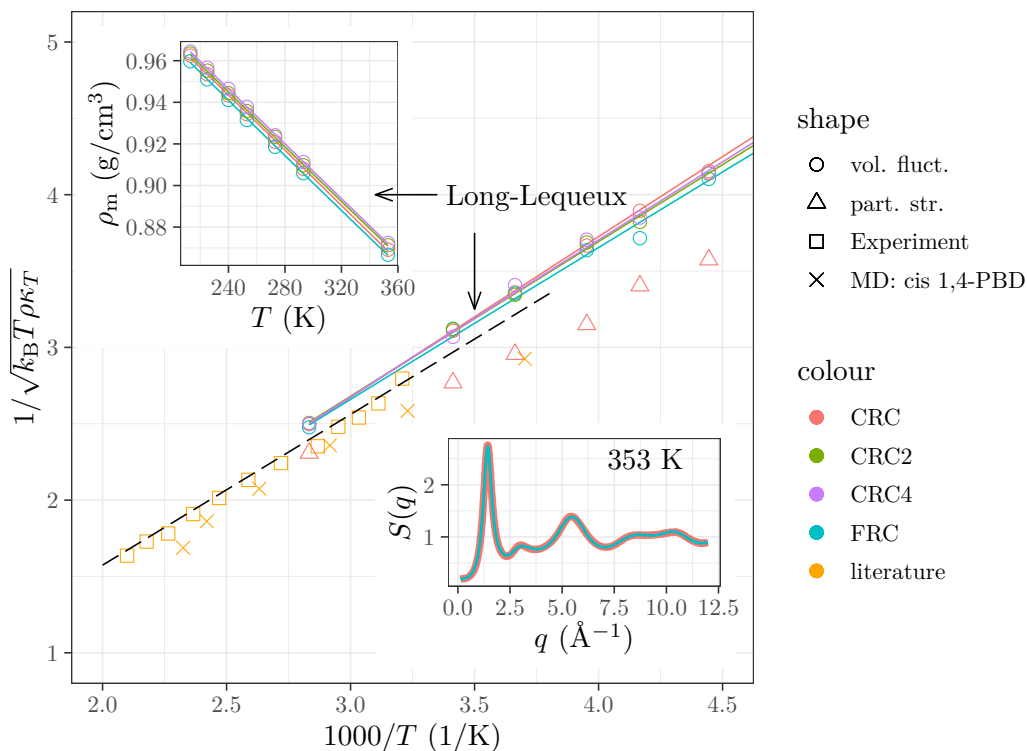 5
4
3
2
1
1/√k_BTρκ_T
2.0 2.5 3.0 3.5 4.0 4.5
1000/T (1/K)
0.96
0.94
0.92
0.90
0.88
ρ_m (g/cm³)
240 280 320 360
T (K)
Long-Lequeux
353 K
2
1
S(q)
0.0 2.5 5.0 7.5 10.0 12.5
q (Å⁻¹)
shape
vol. fluct.
part. str.
Experiment
MD: cis 1,4-PBD
colour
CRC
CRC2
CRC4
FRC
literature